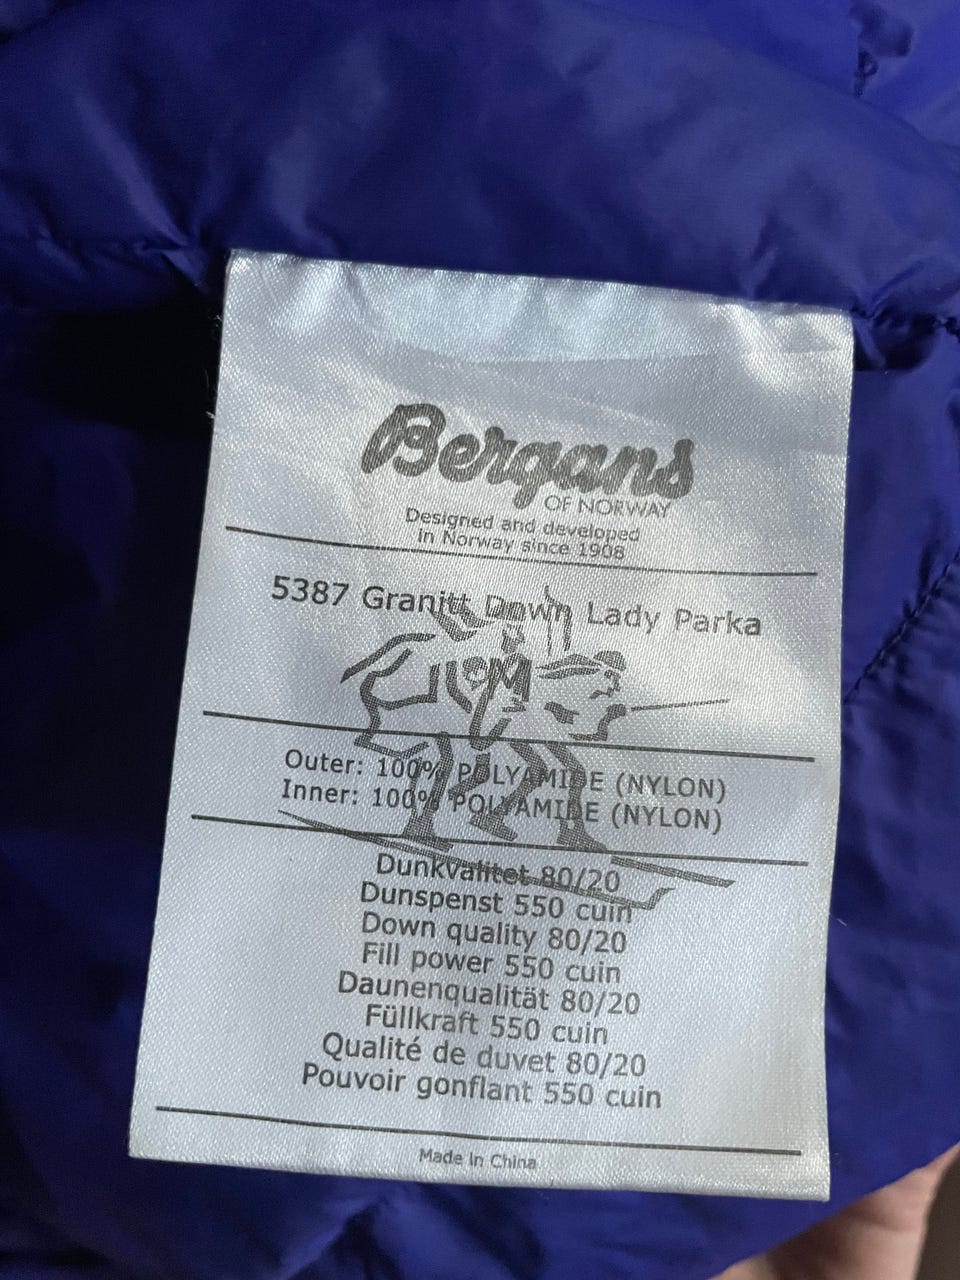 Bergans
OF NORWAY
Designed and developed
in Norway since 1908
5387 Granitt Down Lady Parka
Outer: 100% POLYAMIDE (NYLON)
Inner: 100% POLYAMIDE (NYLON)
Dunkvalitet 80/20
Dunspenst 550 cuin
Down quality 80/20
Fill power 550 cuin
Daunenqualität 80/20
Füllkraft 550 cuin
Qualité de duvet 80/20
Pouvoir gonflant 550 cuin
Made in China